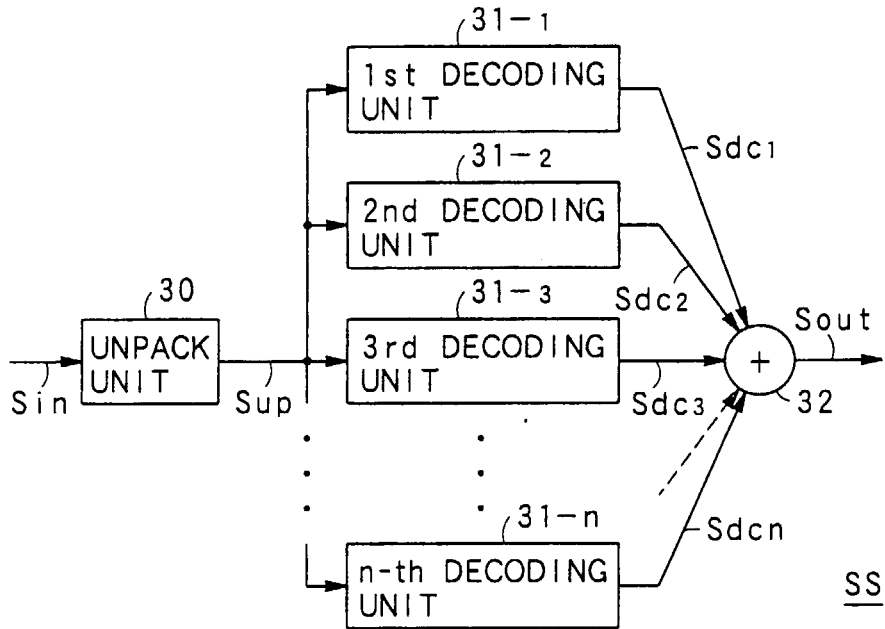 31-1
1st DECODING
UNIT
Sdc1
31-2
2nd DECODING
UNIT
Sdc2
30
31-3
UNPACK
UNIT
3rd DECODING
UNIT
+
Sout
Sin
Sup
Sdc3
32
31-n
Sdcn
n-th DECODING
UNIT
SS